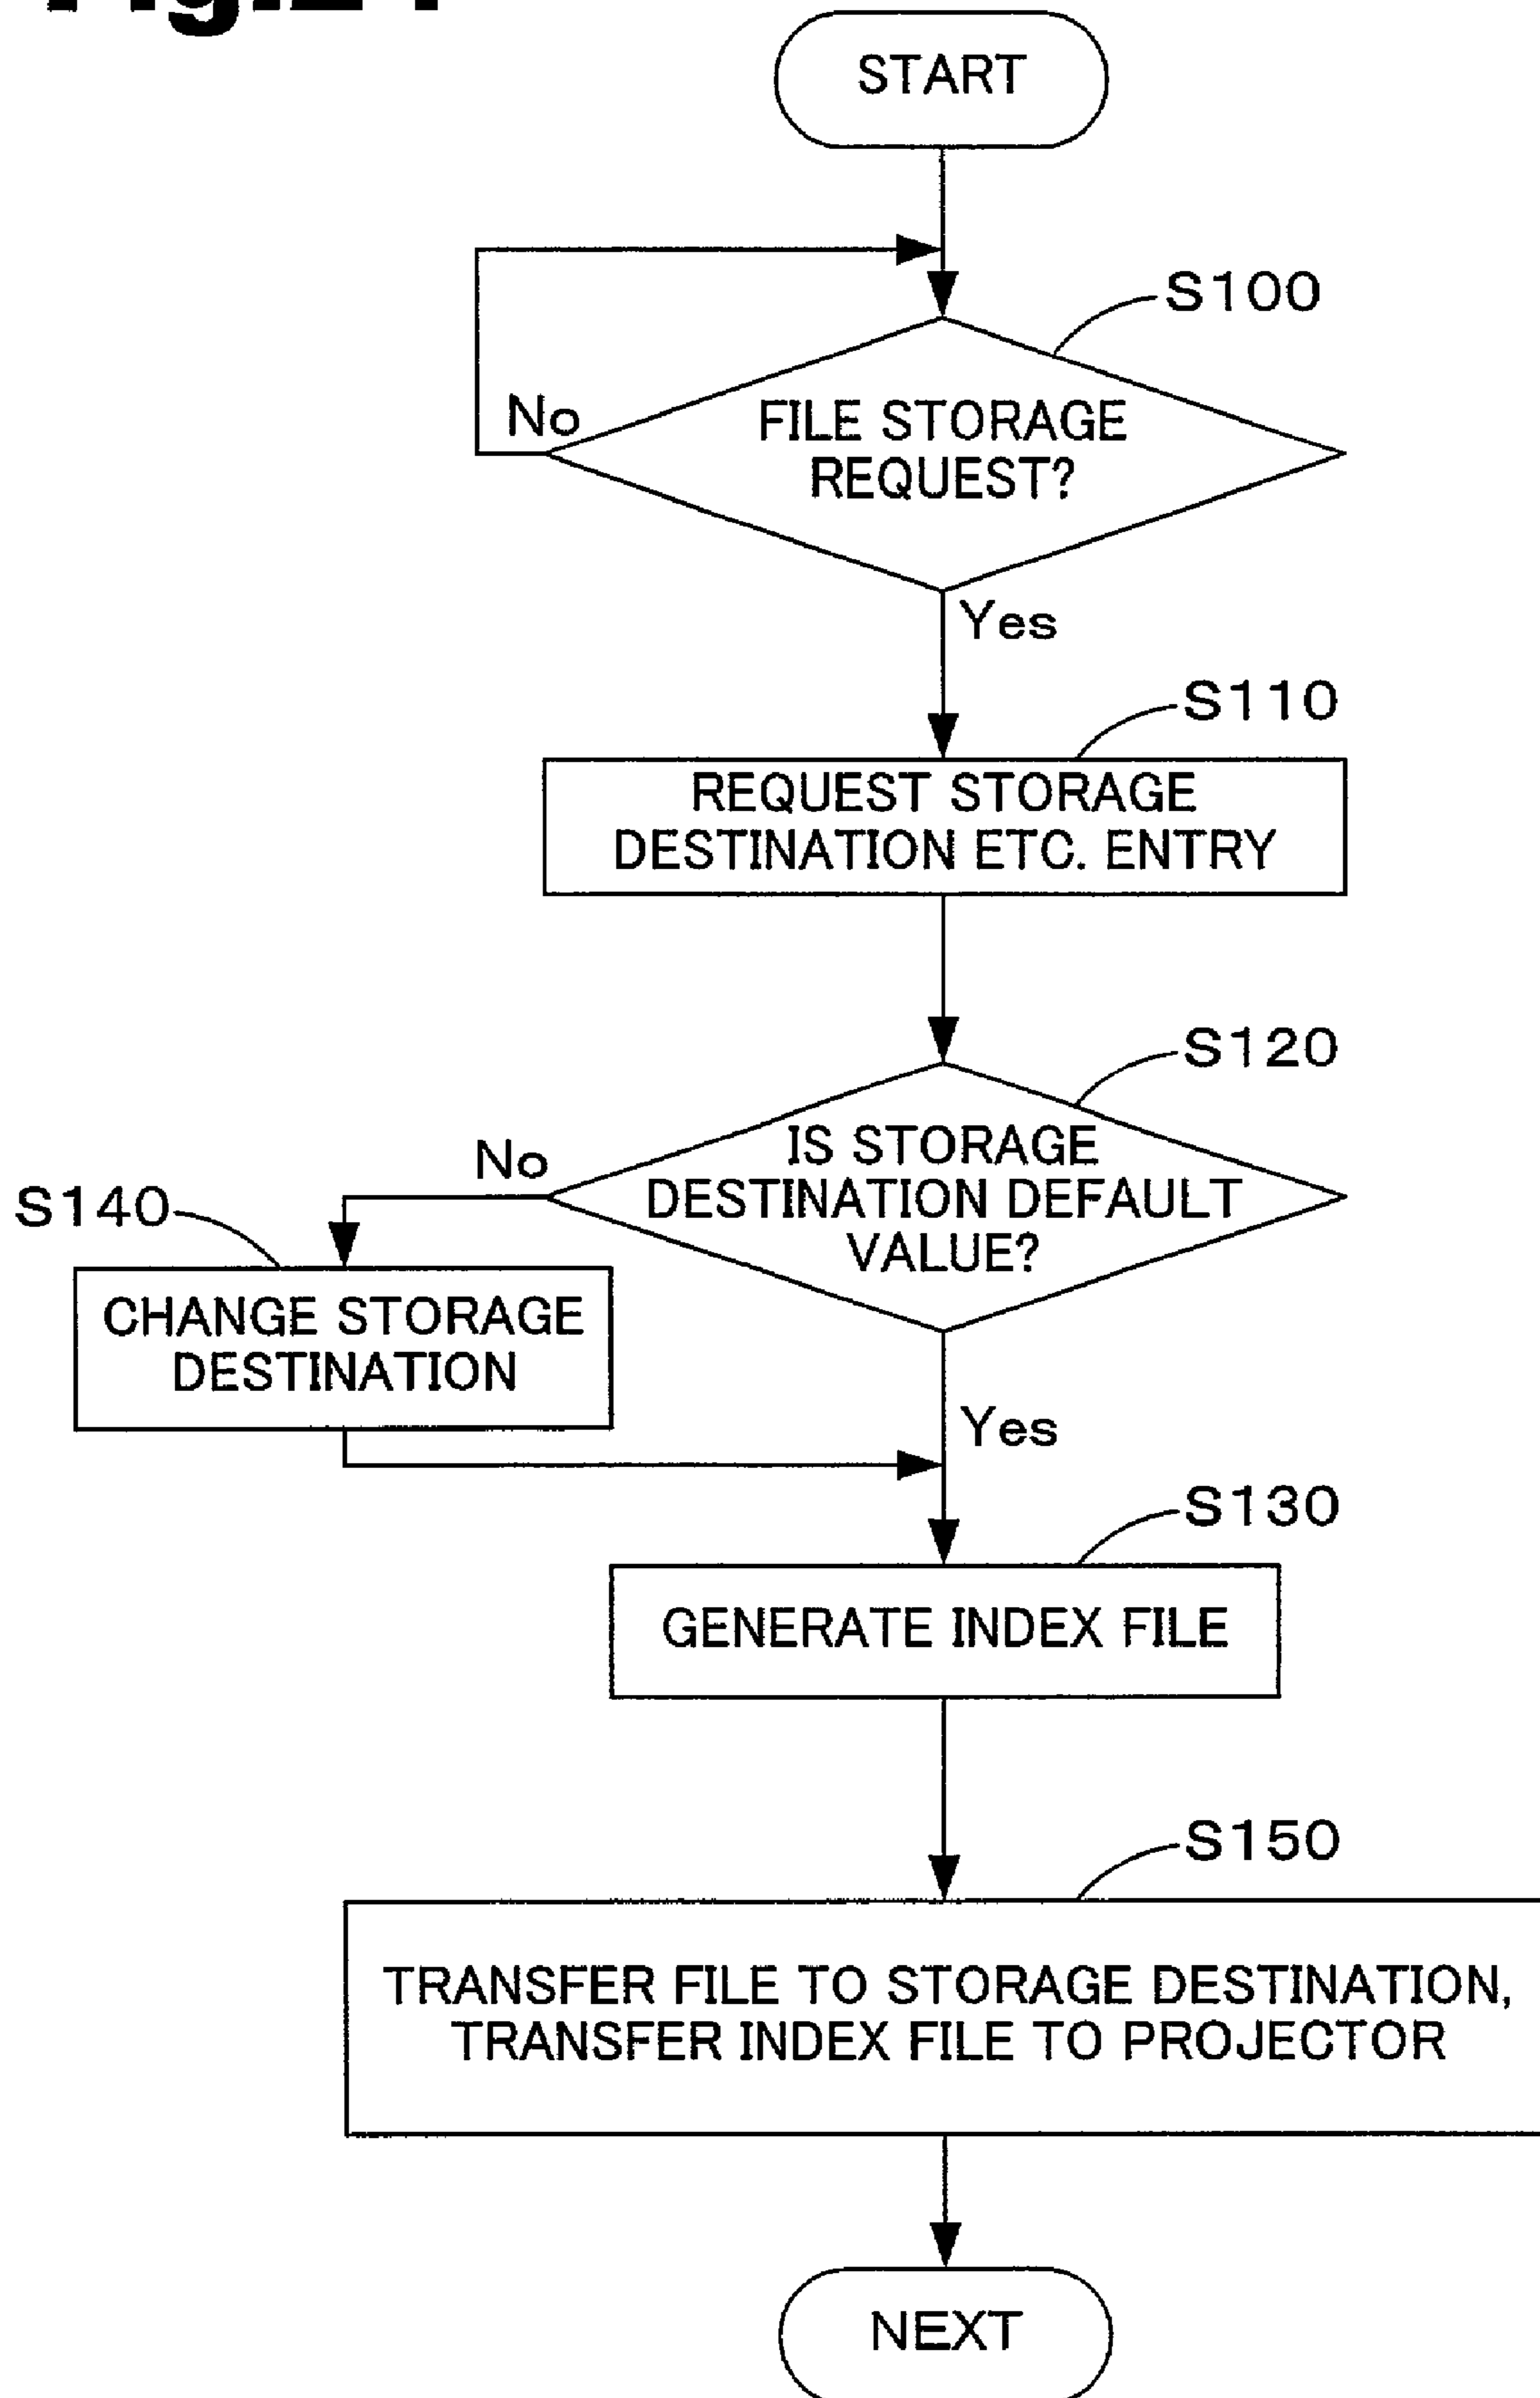 START
S100
No
FILE STORAGE
REQUEST?
Yes
S110
REQUEST STORAGE
DESTINATION ETC. ENTRY
S120
No
IS STORAGE
DESTINATION DEFAULT
VALUE?
S140
CHANGE STORAGE
DESTINATION
Yes
S130
GENERATE INDEX FILE
S150
TRANSFER FILE TO STORAGE DESTINATION,
TRANSFER INDEX FILE TO PROJECTOR
NEXT